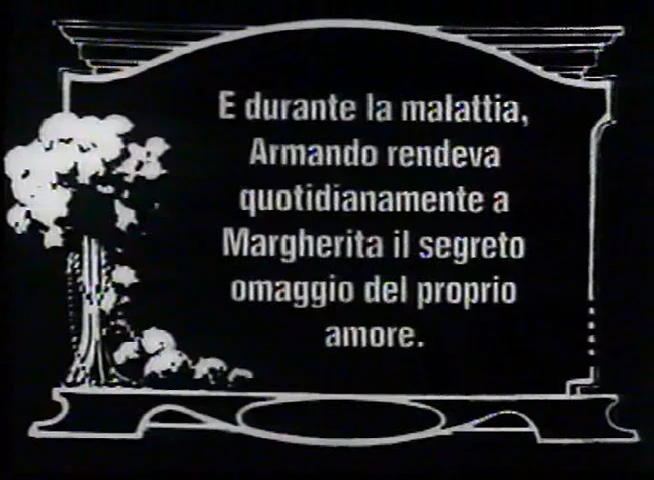 E durante la malattia,
Armando rendeva
quotidianamente a
Margherita il segreto
omaggio del proprio
amore.